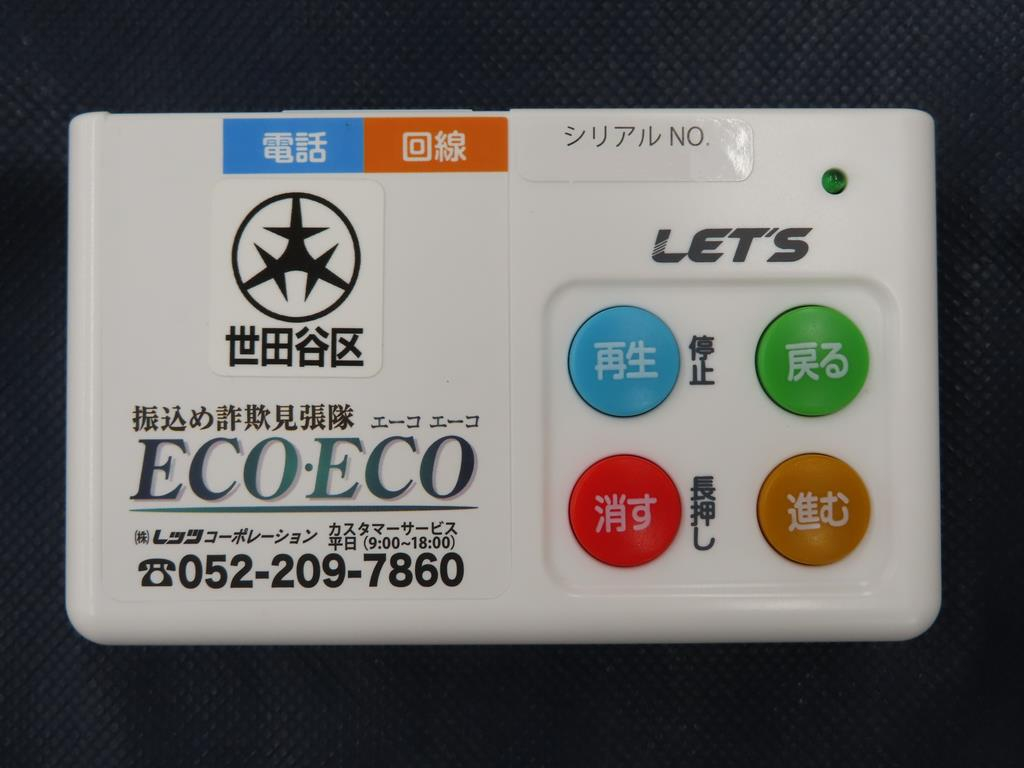 電話 回線
世田谷区
振込め詐欺見張隊 エーコ エーコ
ECO・ECO
㈱レッツコーポレーション カスタマーサービス
平日(9:00~18:00)
☎052-209-7860
シリアルNO.
LET'S
再生 停止 戻る
消す 長押し 進む